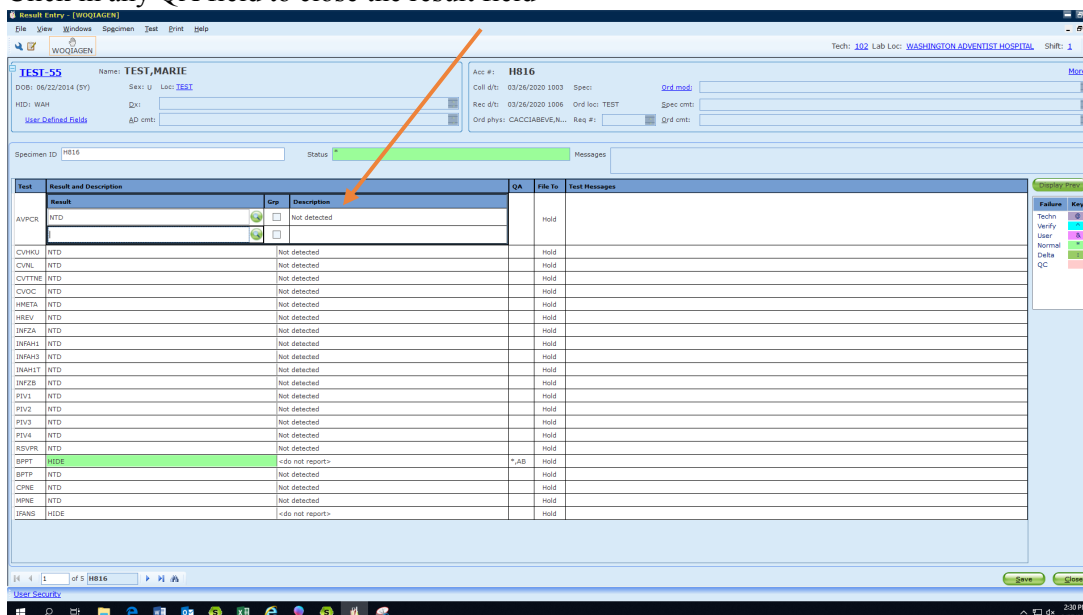 Click in any QA field to close the result field
Result Entry - [WOQIAGEN]
File View Windows Specimen Test Print Help
WOQIAGEN
Tech: 102 Lab Loc: WASHINGTON ADVENTIST HOSPITAL Shift: 1
TEST-55 Name: TEST,MARIE
DOB: 06/22/2014 (5Y) Sex: U Loc: TEST
HID: WAH Dx:
User Defined Fields AD cmt:
Acc #: H816 More
Coll d/t: 03/26/2020 1003 Spec: Ord mod:
Rec d/t: 03/26/2020 1006 Ord loc: TEST Spec cmt:
Ord phys: CACCIABEVE,N... Req #: Ord cmt:
Specimen ID H816 Status * Messages
Test Result and Description QA File To Test Messages
Result Grp Description
AVPCR NTD Not detected Hold
CVHKU NTD Not detected Hold
CVNL NTD Not detected Hold
CVTTNE NTD Not detected Hold
CVOC NTD Not detected Hold
HMETA NTD Not detected Hold
HREV NTD Not detected Hold
INFZA NTD Not detected Hold
INFAH1 NTD Not detected Hold
INFAH3 NTD Not detected Hold
INAH1T NTD Not detected Hold
INFZB NTD Not detected Hold
PIV1 NTD Not detected Hold
PIV2 NTD Not detected Hold
PIV3 NTD Not detected Hold
PIV4 NTD Not detected Hold
RSVPR NTD Not detected Hold
BPPT HIDE <do not report> *,AB Hold
BPTP NTD Not detected Hold
CPNE NTD Not detected Hold
MPNE NTD Not detected Hold
IFANS HIDE <do not report> Hold
Display Prev
Failure Key
Techn @
Verify ^
User &
Normal *
Delta !
QC
1 of 5 H816
Save Close
User Security
2:30 P